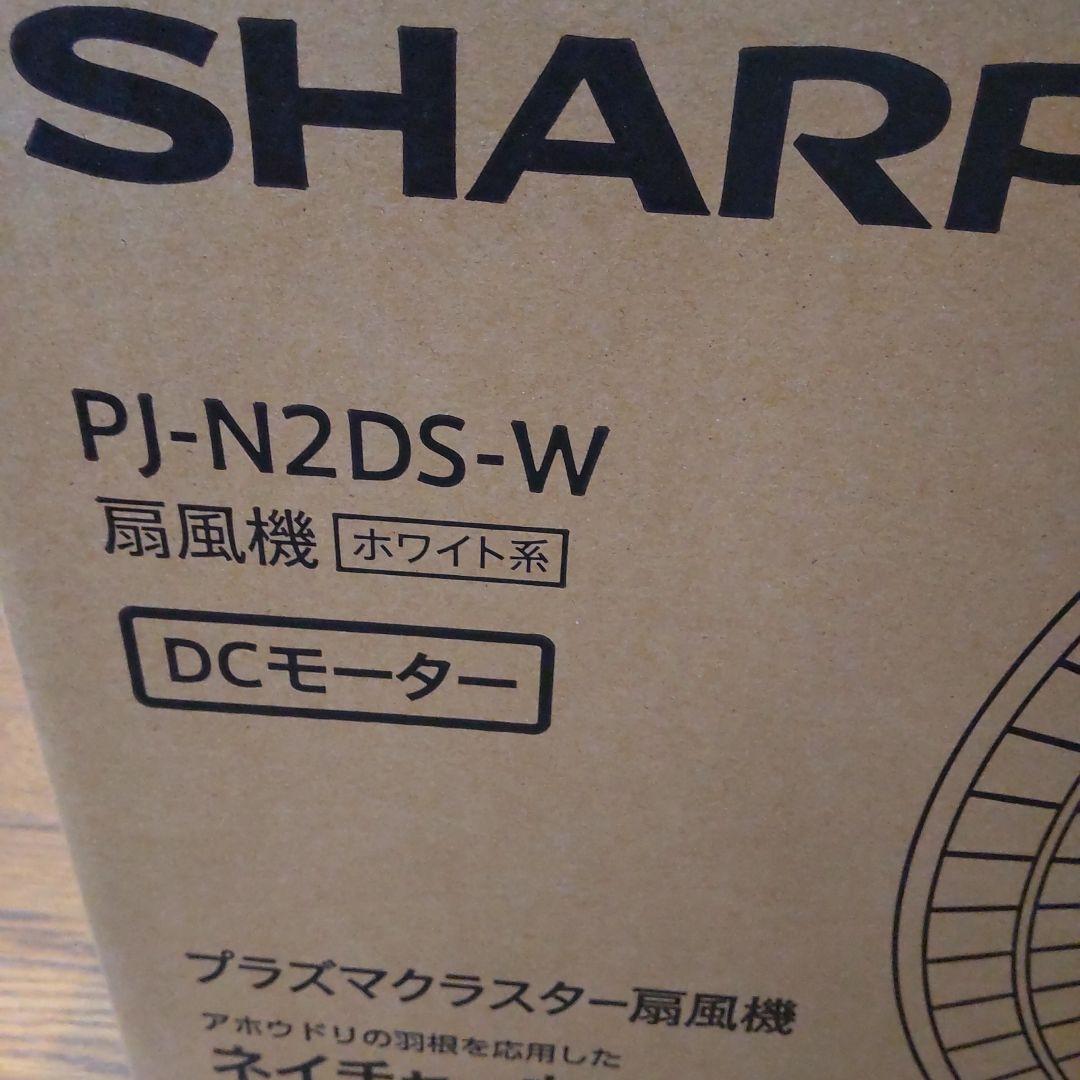 SHARP
PJ-N2DS-W
扇風機 ホワイト系
DCモーター
プラズマクラスター扇風機
アホウドリの羽根を応用した